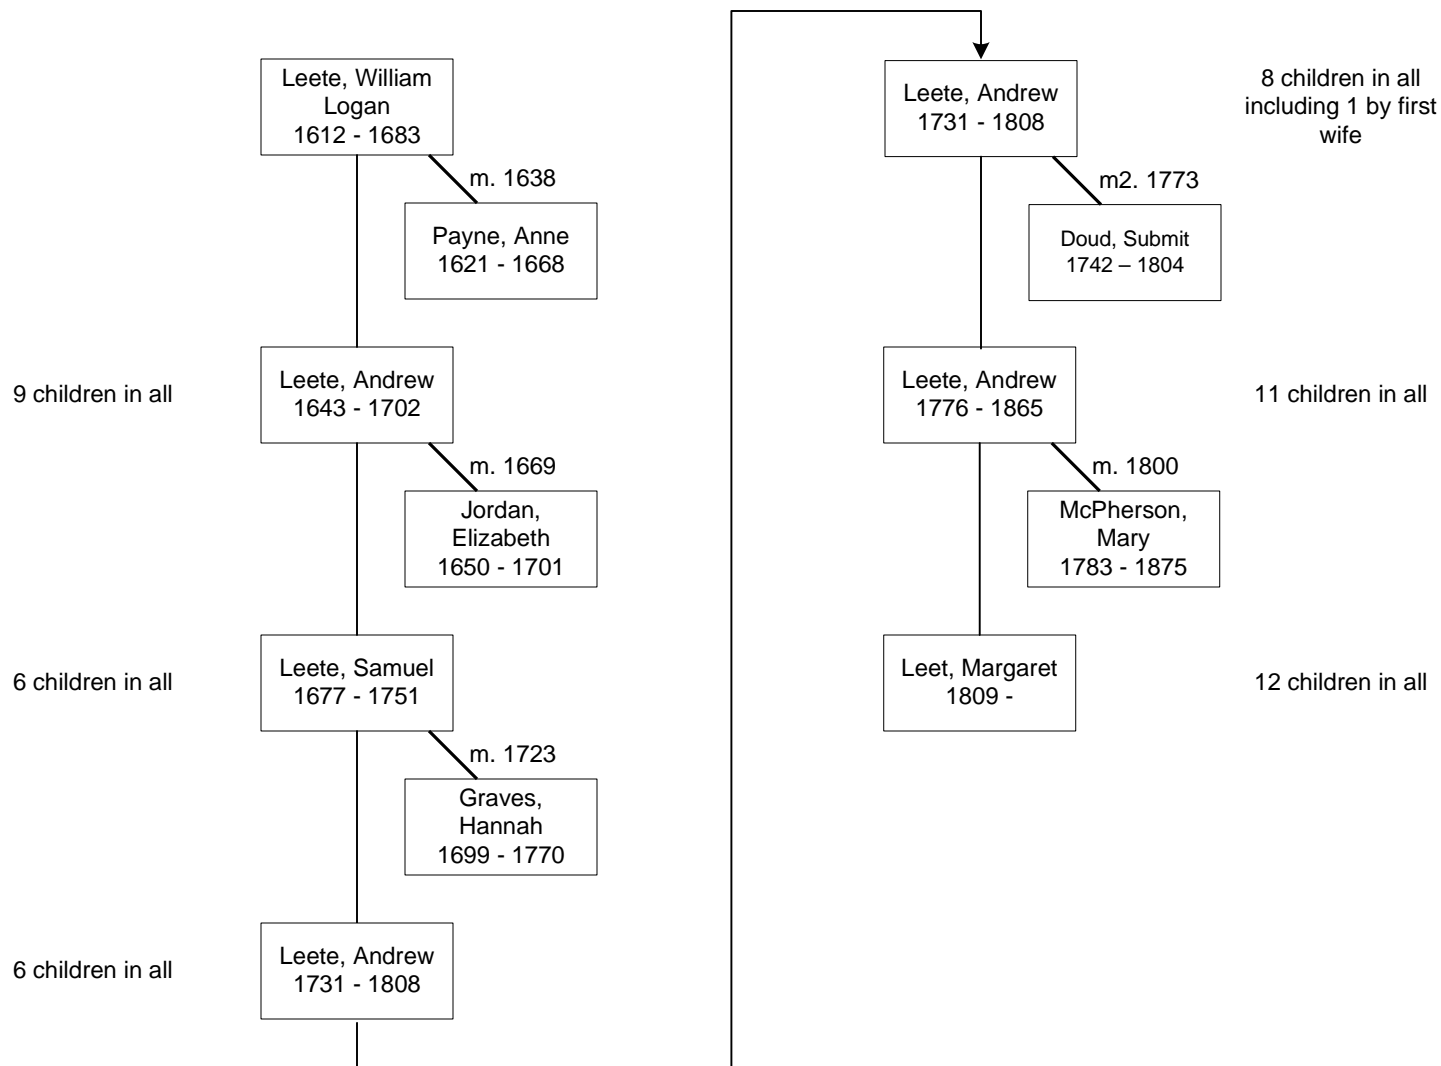 Leete, William
Logan
1612 - 1683
m. 1638
Payne, Anne
1621 - 1668
9 children in all
Leete, Andrew
1643 - 1702
m. 1669
Jordan,
Elizabeth
1650 - 1701
6 children in all
Leete, Samuel
1677 - 1751
m. 1723
Graves,
Hannah
1699 - 1770
6 children in all
Leete, Andrew
1731 - 1808
Leete, Andrew
1731 - 1808
8 children in all
including 1 by first
wife
m2. 1773
Doud, Submit
1742 – 1804
Leete, Andrew
1776 - 1865
11 children in all
m. 1800
McPherson,
Mary
1783 - 1875
Leet, Margaret
1809 -
12 children in all